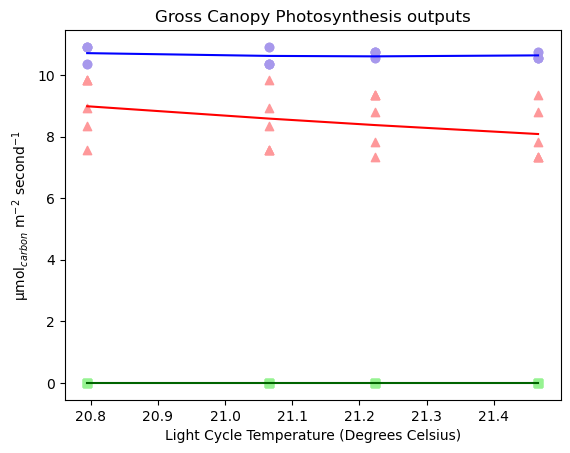 Gross Canopy Photosynthesis outputs
μmol_{carbon} m^{−2} second^{−1}
10
8
6
4
2
0
20.8 20.9 21.0 21.1 21.2 21.3 21.4
Light Cycle Temperature (Degrees Celsius)